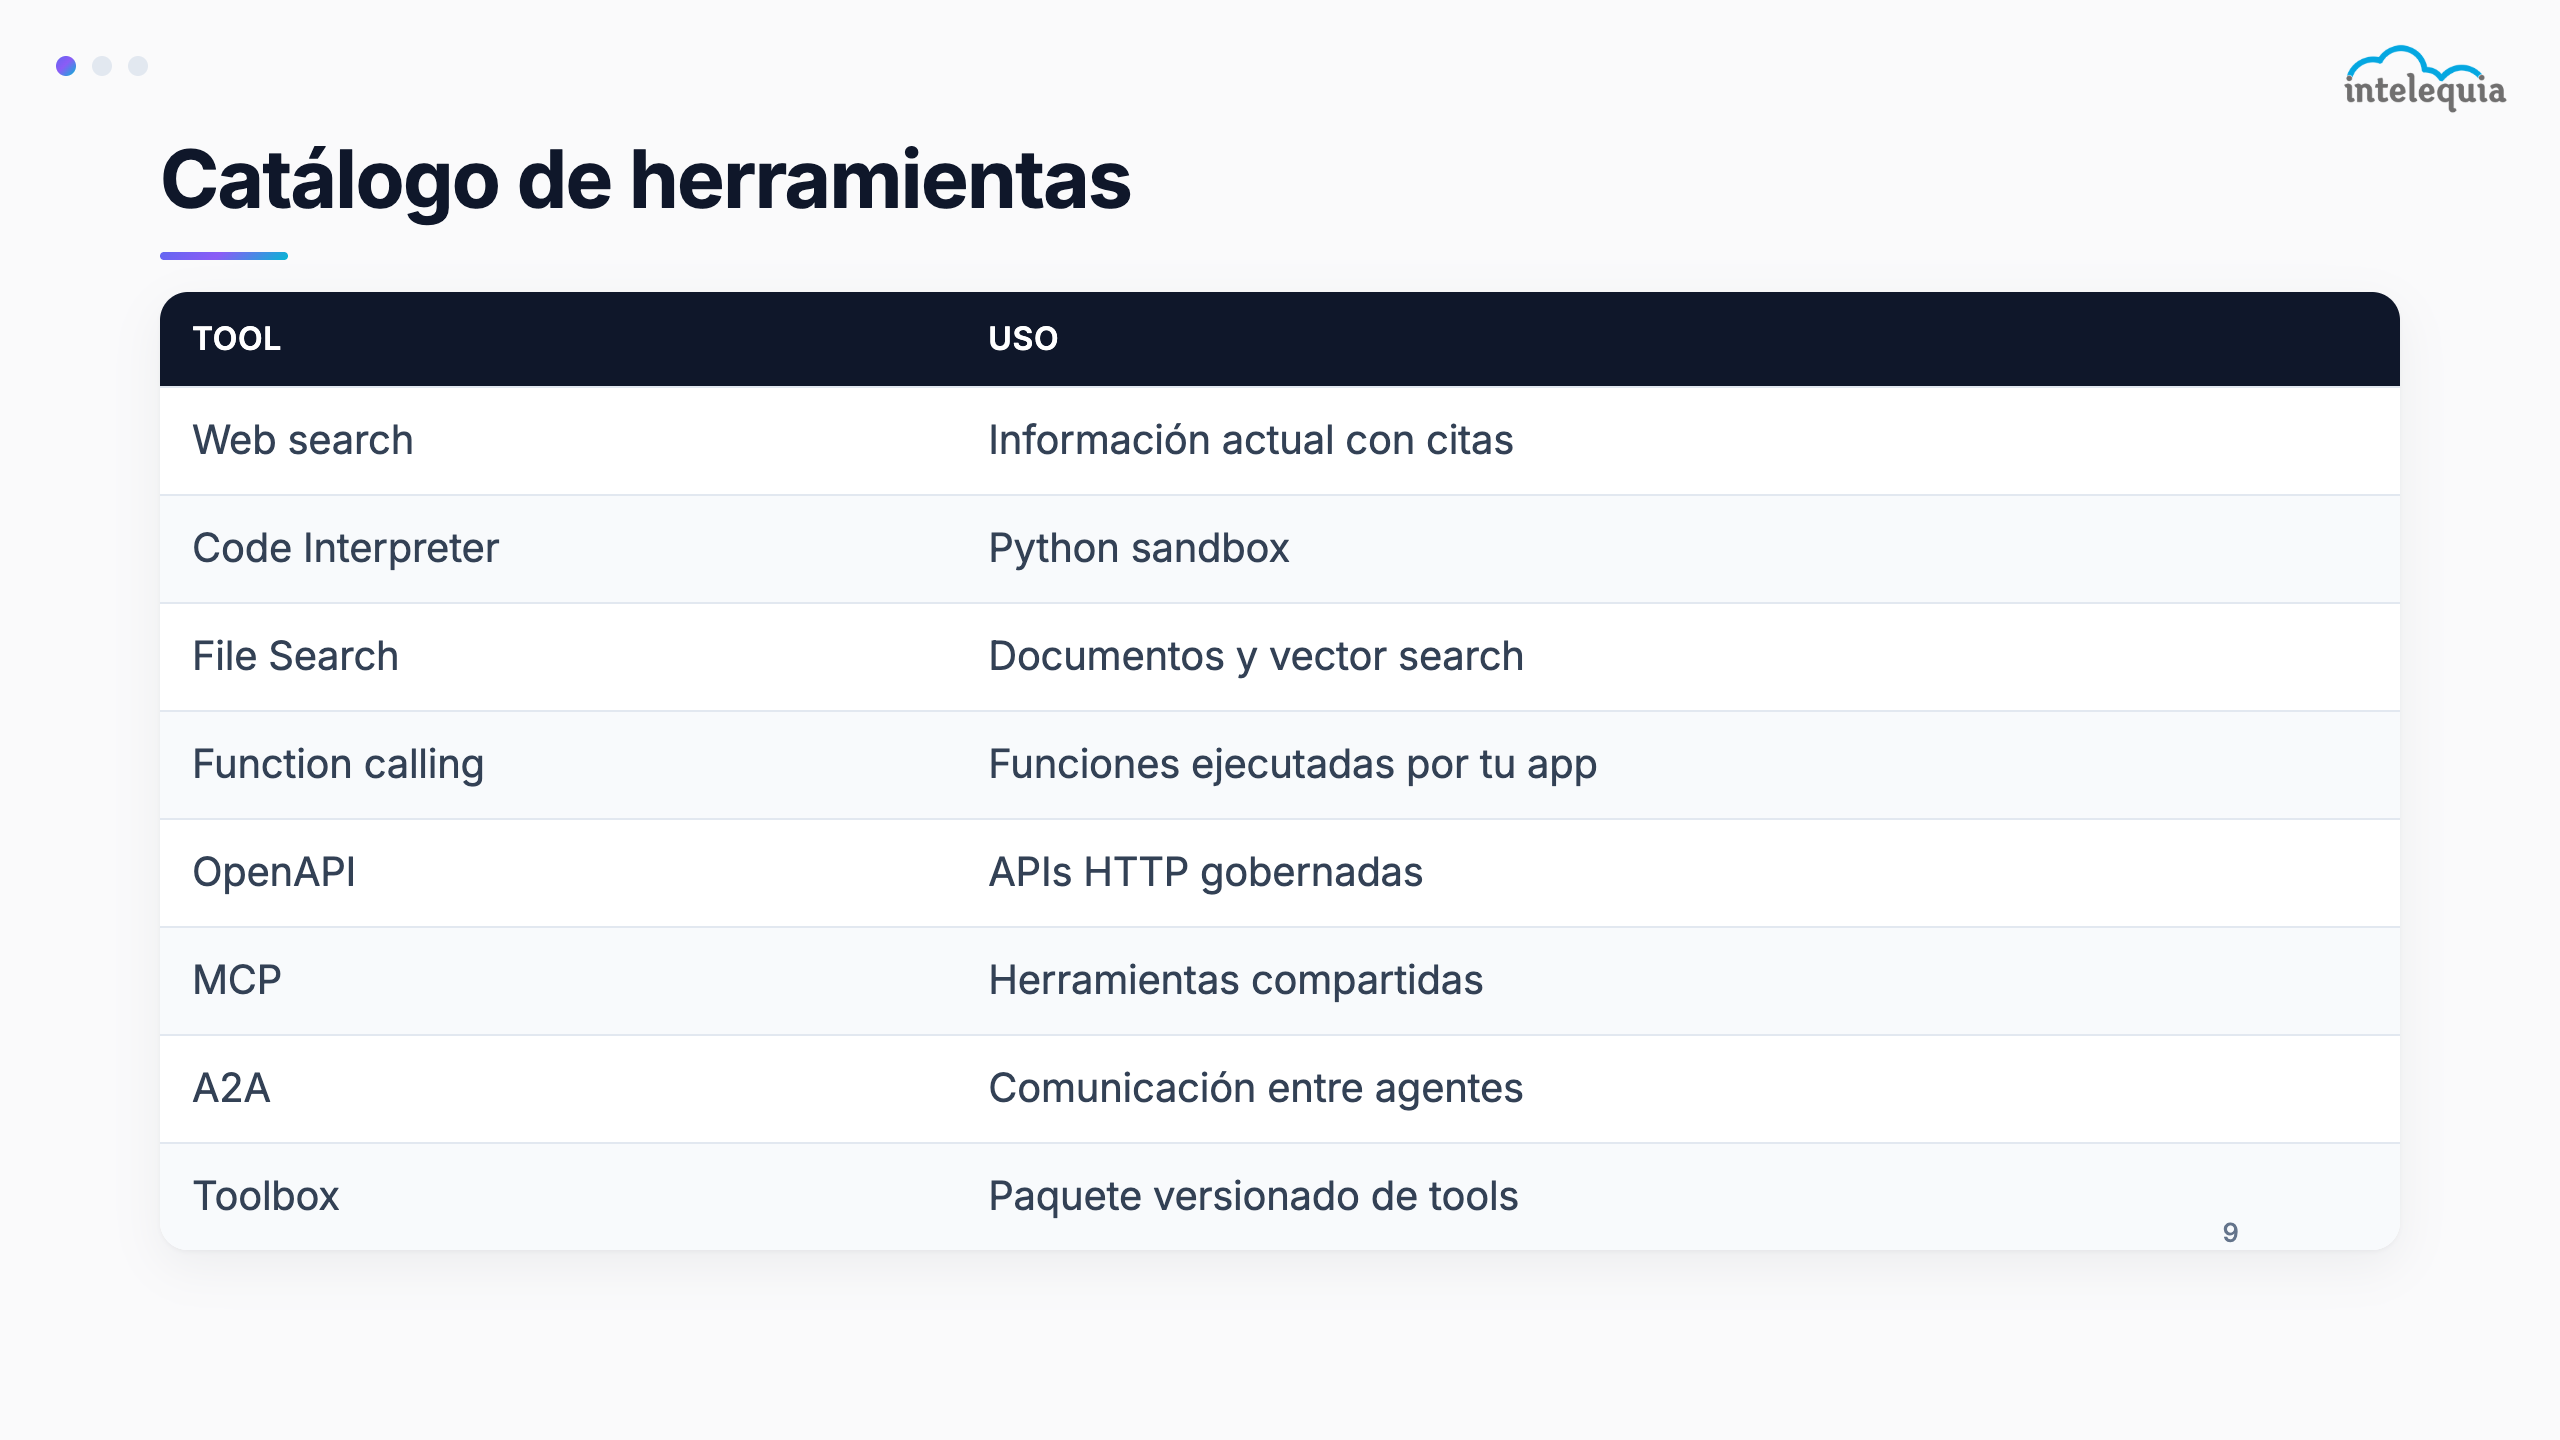 intelequia
Catálogo de herramientas
TOOL USO
Web search Información actual con citas
Code Interpreter Python sandbox
File Search Documentos y vector search
Function calling Funciones ejecutadas por tu app
OpenAPI APIs HTTP gobernadas
MCP Herramientas compartidas
A2A Comunicación entre agentes
Toolbox Paquete versionado de tools
9